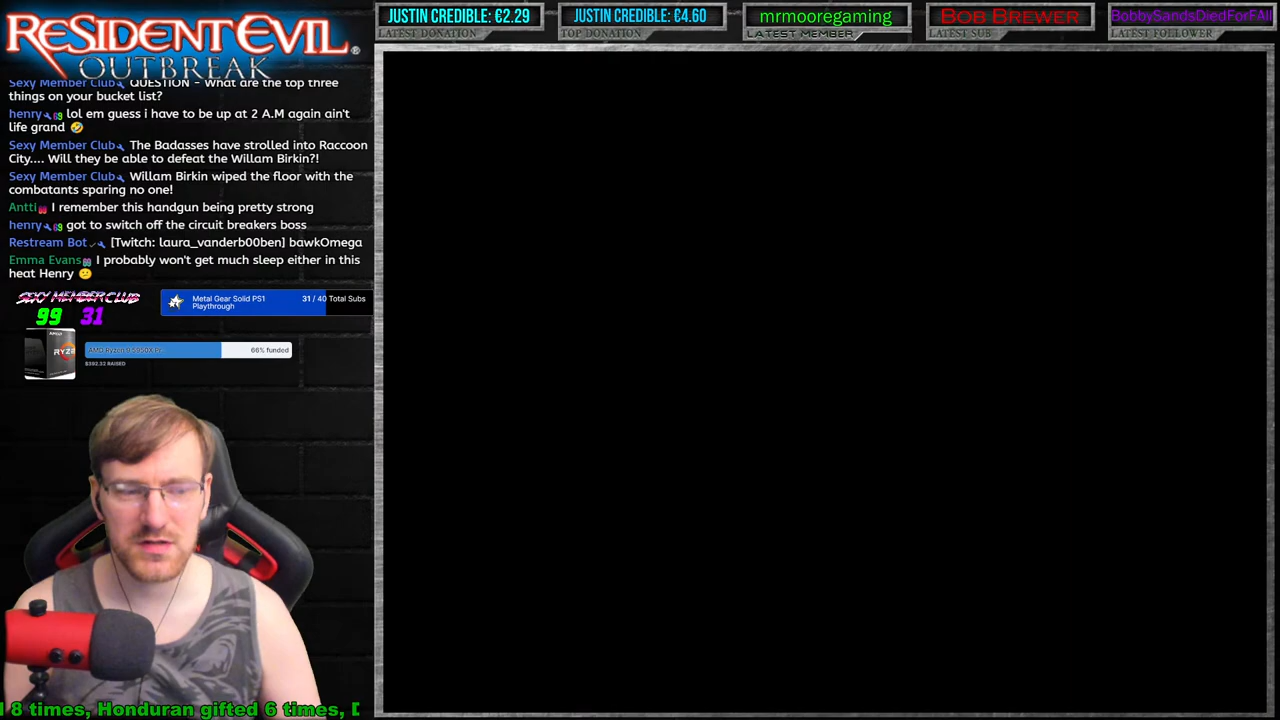 RESIDENT EVIL®
OUTBREAK
JUSTIN CREDIBLE: €2.29
LATEST DONATION
JUSTIN CREDIBLE: €4.60
TOP DONATION
mrmooregaming
LATEST MEMBER
BOB BREWER
LATEST SUB
BobbySandsDiedForFAll
LATEST FOLLOWER
Sexy Member Club QUESTION - What are the top three
things on your bucket list?
henry 69 lol em guess i have to be up at 2 A.M again ain't
life grand 🤣
Sexy Member Club The Badasses have strolled into Raccoon
City.... Will they be able to defeat the Willam Birkin?!
Sexy Member Club Willam Birkin wiped the floor with the
combatants sparing no one!
Antti I remember this handgun being pretty strong
henry 69 got to switch off the circuit breakers boss
Restream Bot [Twitch: laura_vanderb00ben] bawkOmega
Emma Evans I probably won't get much sleep either in this
heat Henry 😕
SEXY MEMBER CLUB
99 31
Metal Gear Solid PS1
Playthrough
31 / 40 Total Subs
AMD
RYZE
66% funded
$392.32 RAISED
8 times, Honduran gifted 6 times,